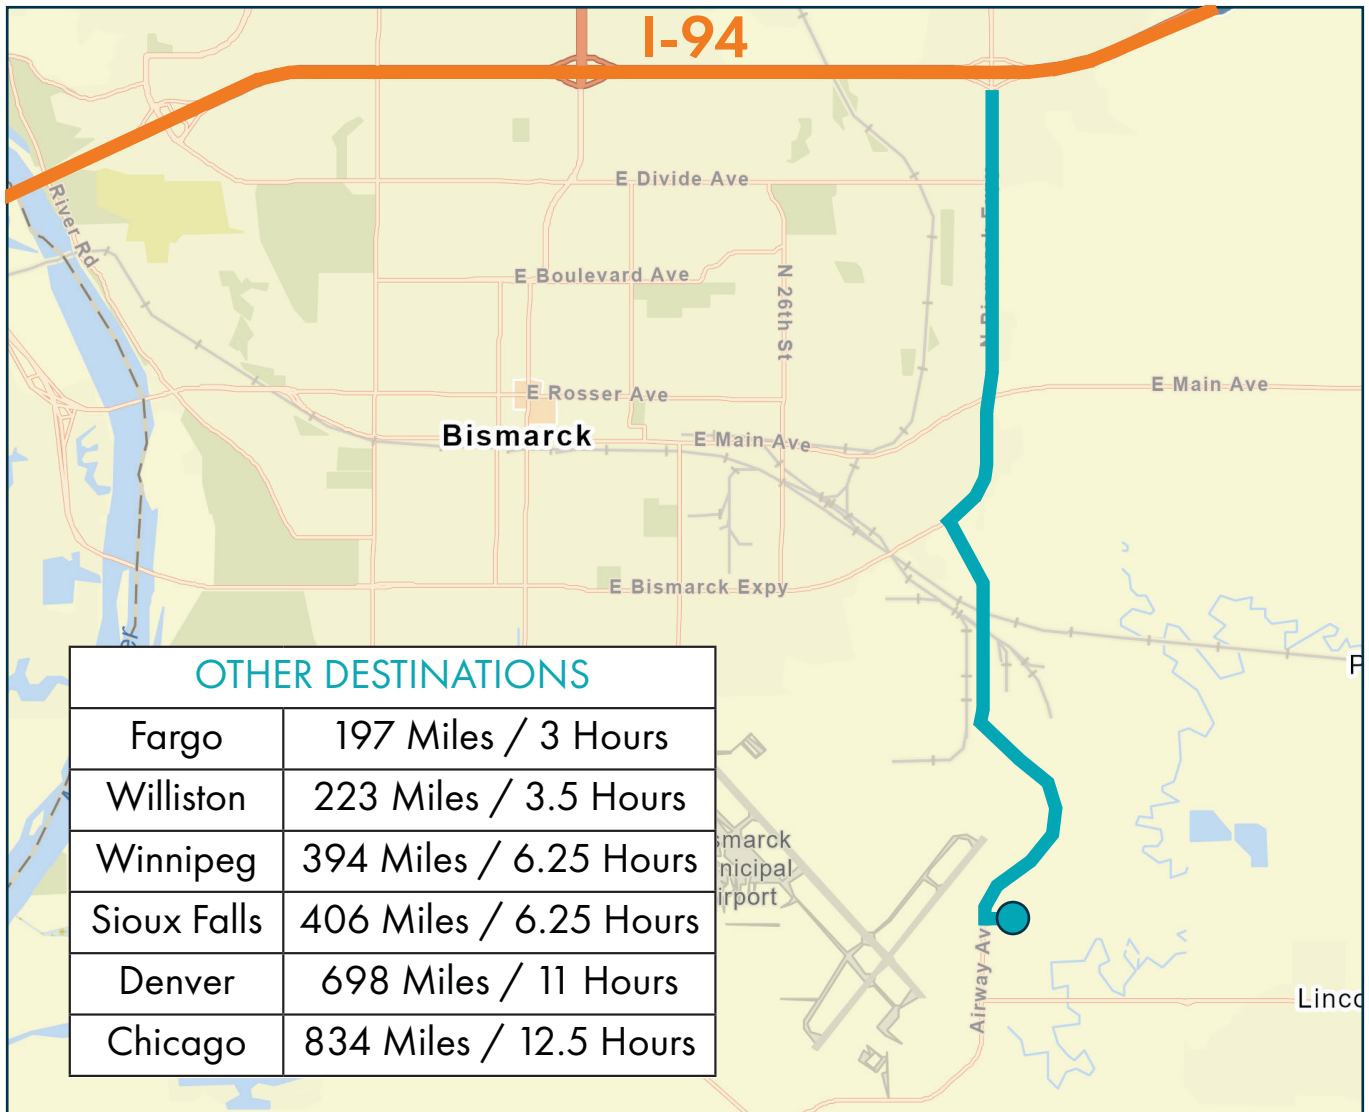 I-94
E Divide Ave
River Rd
E Boulevard Ave
N 26th St
E Main Ave
E Rosser Ave
Bismarck
E Main Ave
E Bismarck Expy
OTHER DESTINATIONS
Fargo 197 Miles / 3 Hours
Williston 223 Miles / 3.5 Hours
Winnipeg 394 Miles / 6.25 Hours
Sioux Falls 406 Miles / 6.25 Hours
Denver 698 Miles / 11 Hours
Chicago 834 Miles / 12.5 Hours
smarck
nicipal
irport
Airway Av
Linco